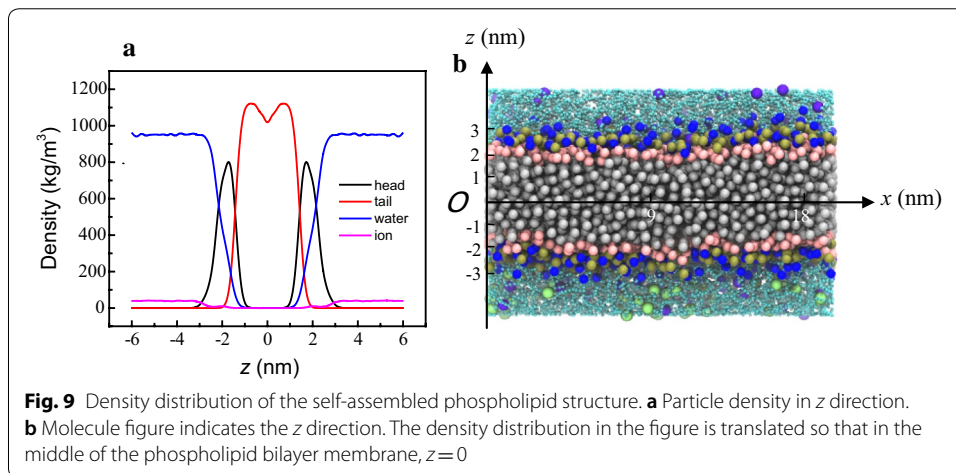 a
1200
1000
800
600
400
200
0
Density (kg/m³)
head
tail
water
ion
-6 -4 -2 0 2 4 6
z (nm)
z (nm)
b
3
2
1
O
-1
-2
-3
9 18
x (nm)
Fig. 9 Density distribution of the self-assembled phospholipid structure. a Particle density in z direction.
b Molecule figure indicates the z direction. The density distribution in the figure is translated so that in the
middle of the phospholipid bilayer membrane, z=0